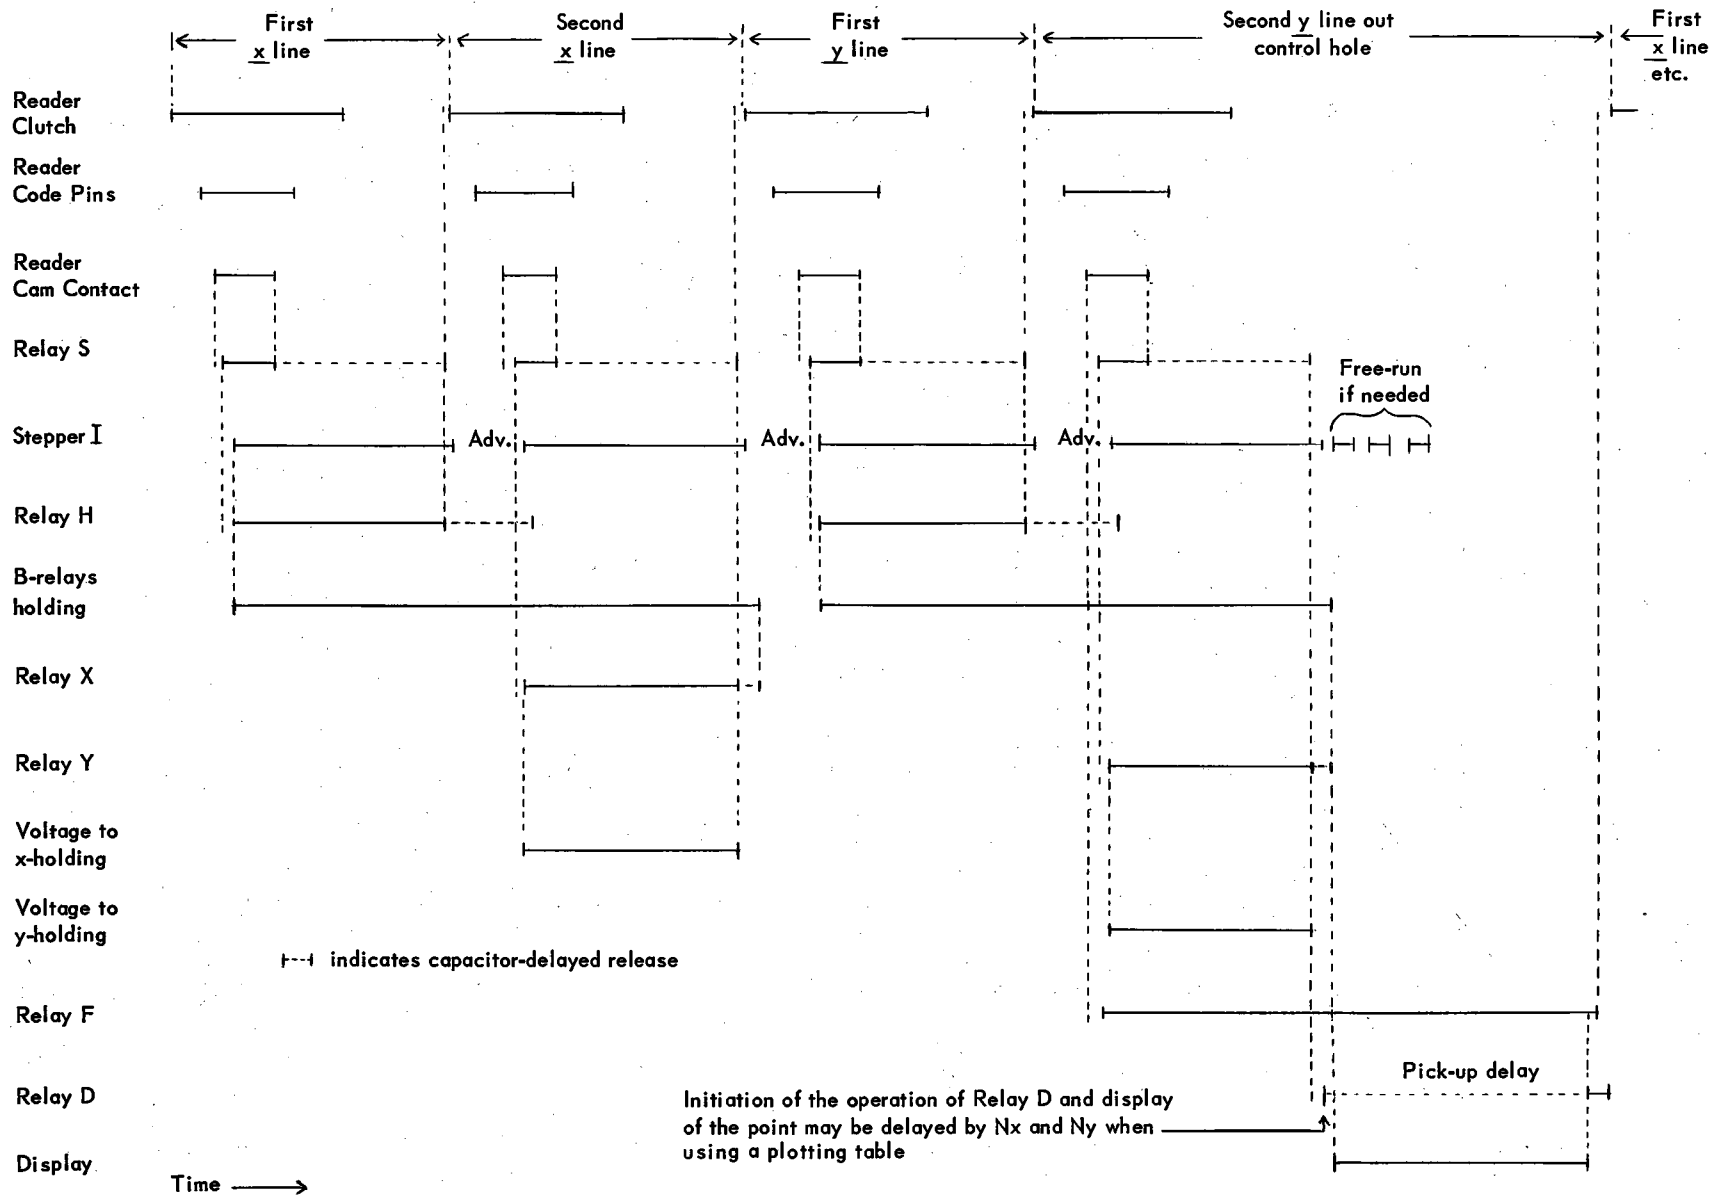 First
x line
Second
x line
First
y line
Second y line out
control hole
First
x line
etc.
Reader
Clutch
Reader
Code Pins
Reader
Cam Contact
Relay S
Free-run
if needed
Stepper I
Adv.
Adv.
Adv.
Relay H
B-relays
holding
Relay X
Relay Y
Voltage to
x-holding
Voltage to
y-holding
indicates capacitor-delayed release
Relay F
Pick-up delay
Relay D
Initiation of the operation of Relay D and display
of the point may be delayed by Nx and Ny when
using a plotting table
Display
Time